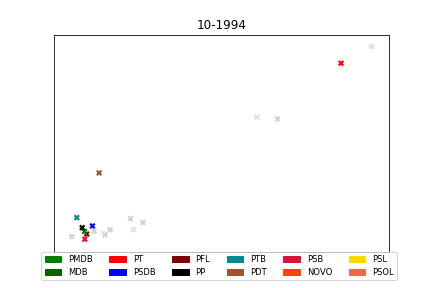 10-1994
PMDB PT PFL PTB PSB PSL
MDB PSDB PP PDT NOVO PSOL